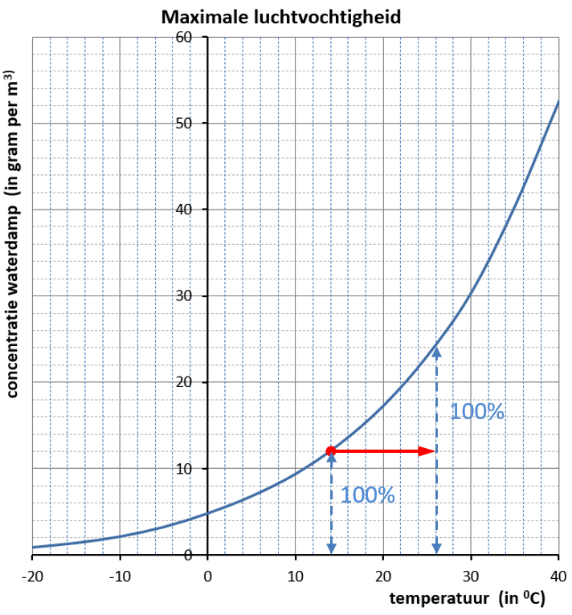 Maximale luchtvochtigheid
concentratie waterdamp (in gram per m³)
60
50
40
30
20
10
0
100%
100%
-20 -10 0 10 20 30 40
temperatuur (in ⁰C)